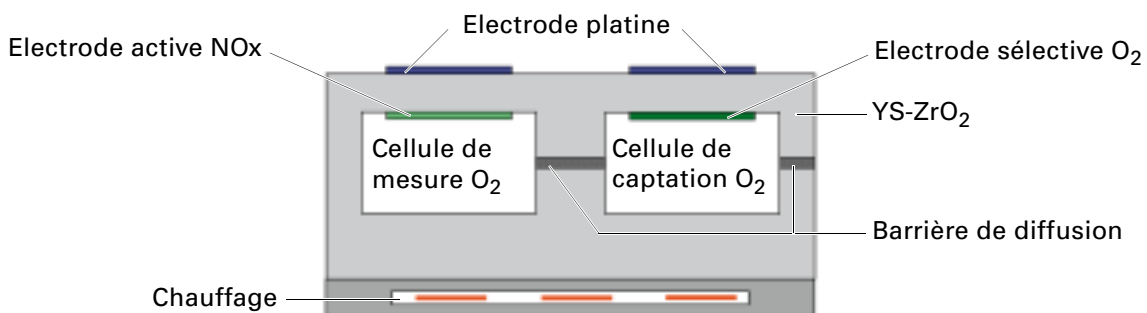 Electrode platine
Electrode active NOx
Electrode sélective O₂
YS-ZrO₂
Cellule de
mesure O₂
Cellule de
captation O₂
Barrière de diffusion
Chauffage